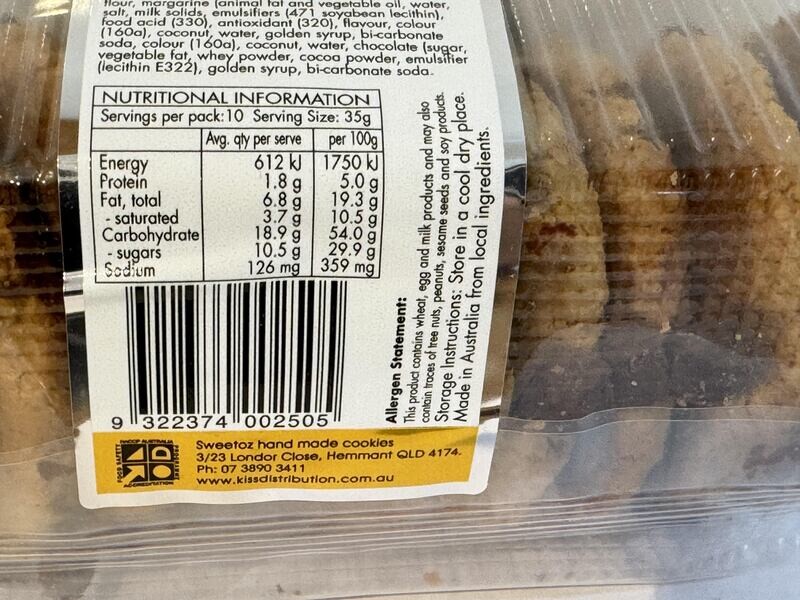 flour, margarine (animal fat and vegetable oil, water,
salt, milk solids, emulsifiers (471 soyabean lecithin),
food acid (330), antioxidant (320), flavour, colour
(160a), coconut, water, golden syrup, bi-carbonate
soda, colour (160a), coconut, water, chocolate (sugar,
vegetable fat, whey powder, cocoa powder, emulsifier
(lecithin E322), golden syrup, bi-carbonate soda.
NUTRITIONAL INFORMATION
Servings per pack:10 Serving Size: 35g
Avg. qty per serve per 100g
Energy 612 kJ 1750 kJ
Protein 1.8 g 5.0 g
Fat, total 6.8 g 19.3 g
- saturated 3.7 g 10.5 g
Carbohydrate 18.9 g 54.0 g
- sugars 10.5 g 29.9 g
Sodium 126 mg 359 mg
Allergen Statement:
This product contains wheat, egg and milk products and may also
contain traces of tree nuts, peanuts, sesame seeds and soy products.
Storage Instructions: Store in a cool dry place.
Made in Australia from local ingredients.
9 322374 002505
HACCP AUSTRALIA
FOOD SAFETY
PROGRAMME
ACCREDITATION
Sweetoz hand made cookies
3/23 Londor Close, Hemmant QLD 4174.
Ph: 07 3890 3411
www.kissdistribution.com.au